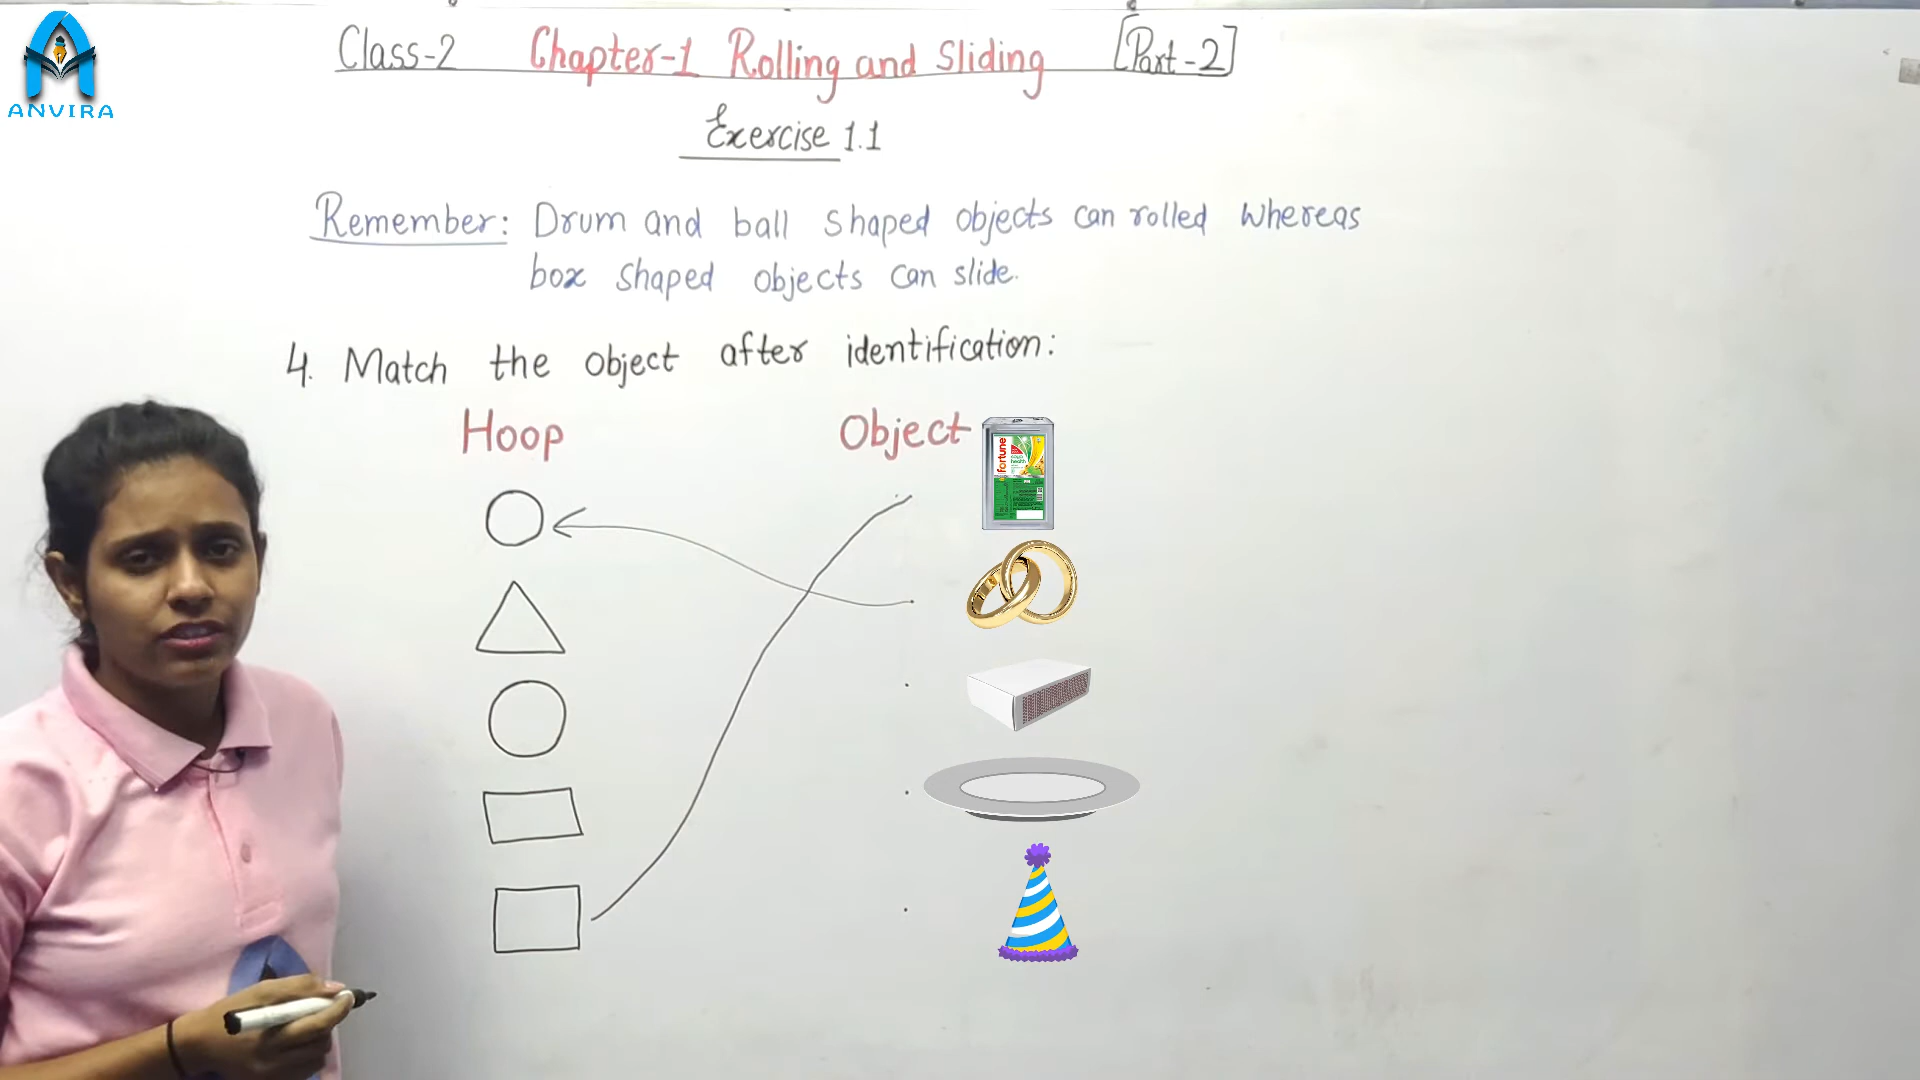 ANVIRA
Class-2 Chapter-1 Rolling and Sliding [Part-2]
Exercise 1.1
Remember: Drum and ball shaped objects can rolled whereas
box shaped objects can slide.
4. Match the object after identification:
Hoop Object
fortune